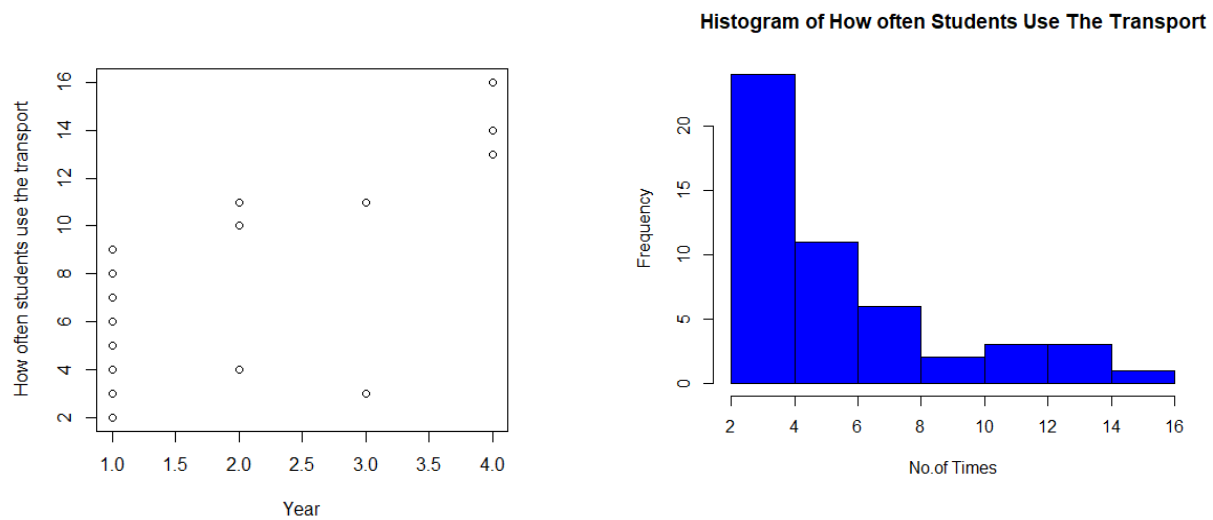 How often students use the transport
16
14
12
10
8
6
4
2
1.0 1.5 2.0 2.5 3.0 3.5 4.0
Year
Histogram of How often Students Use The Transport
Frequency
20
15
10
5
0
2 4 6 8 10 12 14 16
No.of Times